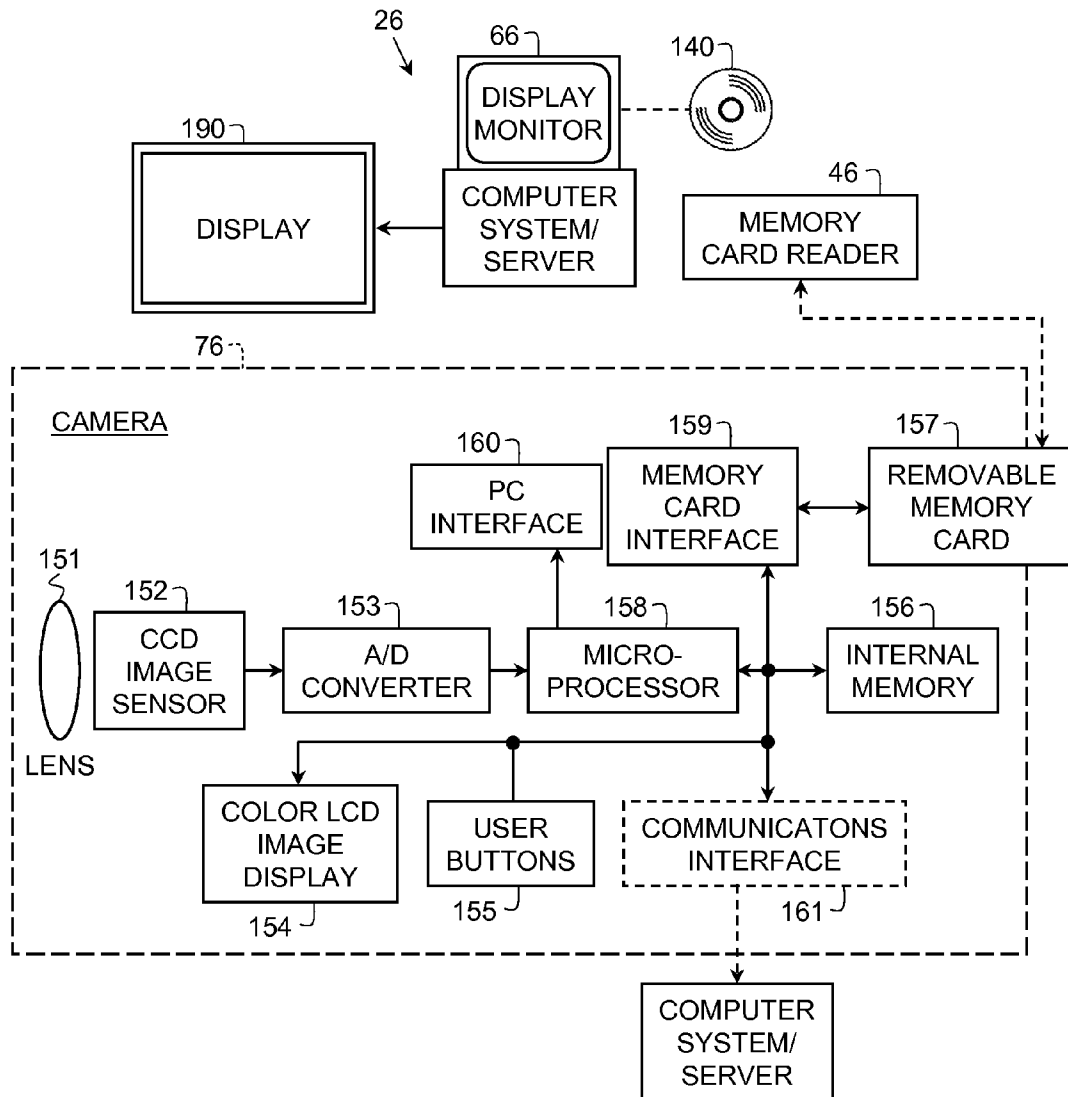 26
66
140
DISPLAY
MONITOR
190
DISPLAY
COMPUTER
SYSTEM/
SERVER
46
MEMORY
CARD READER
76
CAMERA
160
PC
INTERFACE
159
MEMORY
CARD
INTERFACE
157
REMOVABLE
MEMORY
CARD
151
LENS
152
CCD
IMAGE
SENSOR
153
A/D
CONVERTER
158
MICRO-
PROCESSOR
156
INTERNAL
MEMORY
COLOR LCD
IMAGE
DISPLAY
154
USER
BUTTONS
155
COMMUNICATONS
INTERFACE
161
COMPUTER
SYSTEM/
SERVER